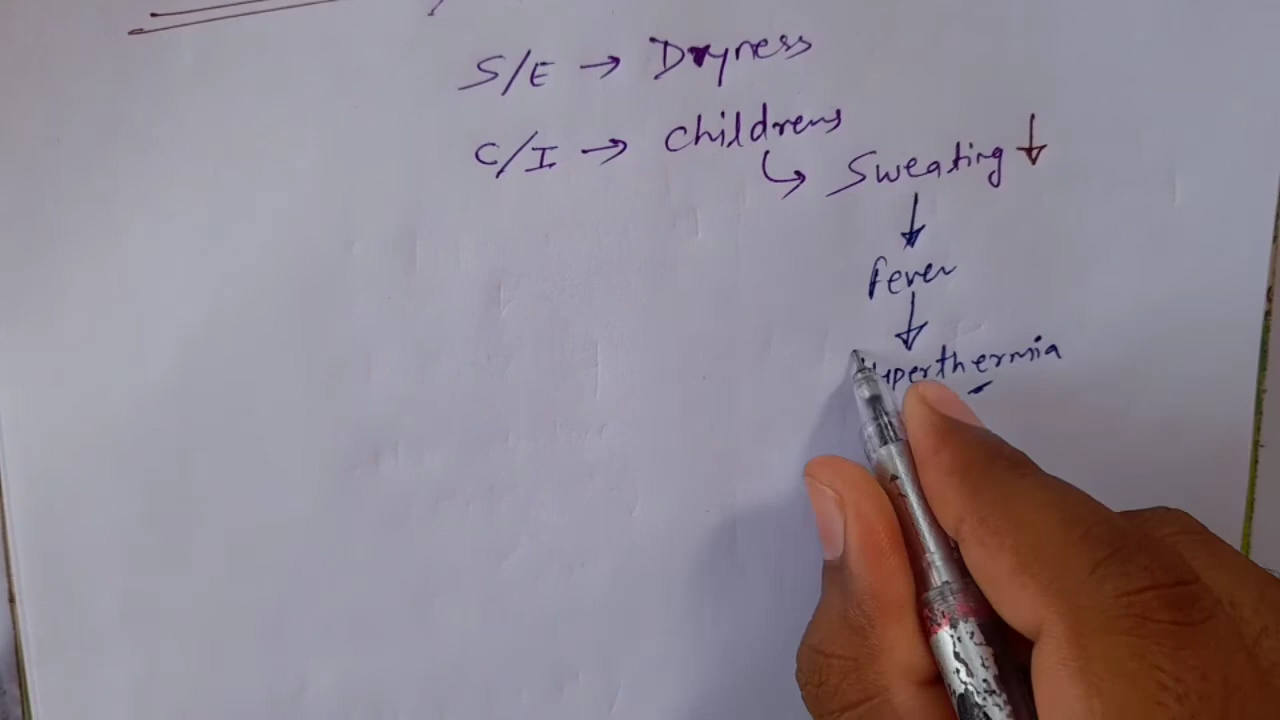 S/E → Dryness
C/I → Childrens
↳ Sweating ↓
↓
Fever
↓
Hyperthermia